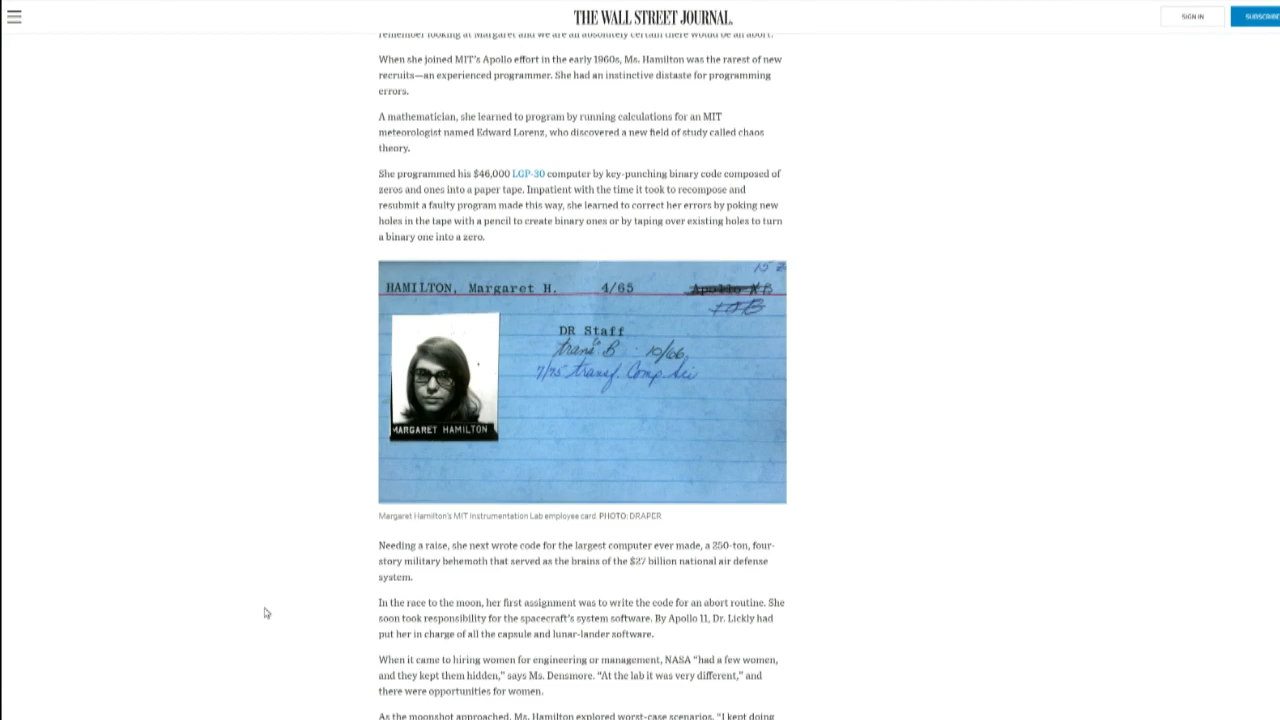 THE WALL STREET JOURNAL.
SIGN IN
SUBSCRIBE
remember looking at Margaret and we are all absolutely certain there would be an abort.
When she joined MIT's Apollo effort in the early 1960s, Ms. Hamilton was the rarest of new
recruits—an experienced programmer. She had an instinctive distaste for programming
errors.
A mathematician, she learned to program by running calculations for an MIT
meteorologist named Edward Lorenz, who discovered a new field of study called chaos
theory.
She programmed his $46,000 LGP-30 computer by key-punching binary code composed of
zeros and ones into a paper tape. Impatient with the time it took to recompose and
resubmit a faulty program made this way, she learned to correct her errors by poking new
holes in the tape with a pencil to create binary ones or by taping over existing holes to turn
a binary one into a zero.
15
HAMILTON, Margaret H. 4/65
DR Staff
trans to B 10/66
7/75 transf. Comp Sci
MARGARET HAMILTON
Margaret Hamilton's MIT Instrumentation Lab employee card. PHOTO: DRAPER
Needing a raise, she next wrote code for the largest computer ever made, a 250-ton, four-
story military behemoth that served as the brains of the $27 billion national air defense
system.
In the race to the moon, her first assignment was to write the code for an abort routine. She
soon took responsibility for the spacecraft's system software. By Apollo 11, Dr. Lickly had
put her in charge of all the capsule and lunar-lander software.
When it came to hiring women for engineering or management, NASA "had a few women,
and they kept them hidden," says Ms. Densmore. "At the lab it was very different," and
there were opportunities for women.
As the moonshot approached, Ms. Hamilton explored worst-case scenarios. "I kept doing